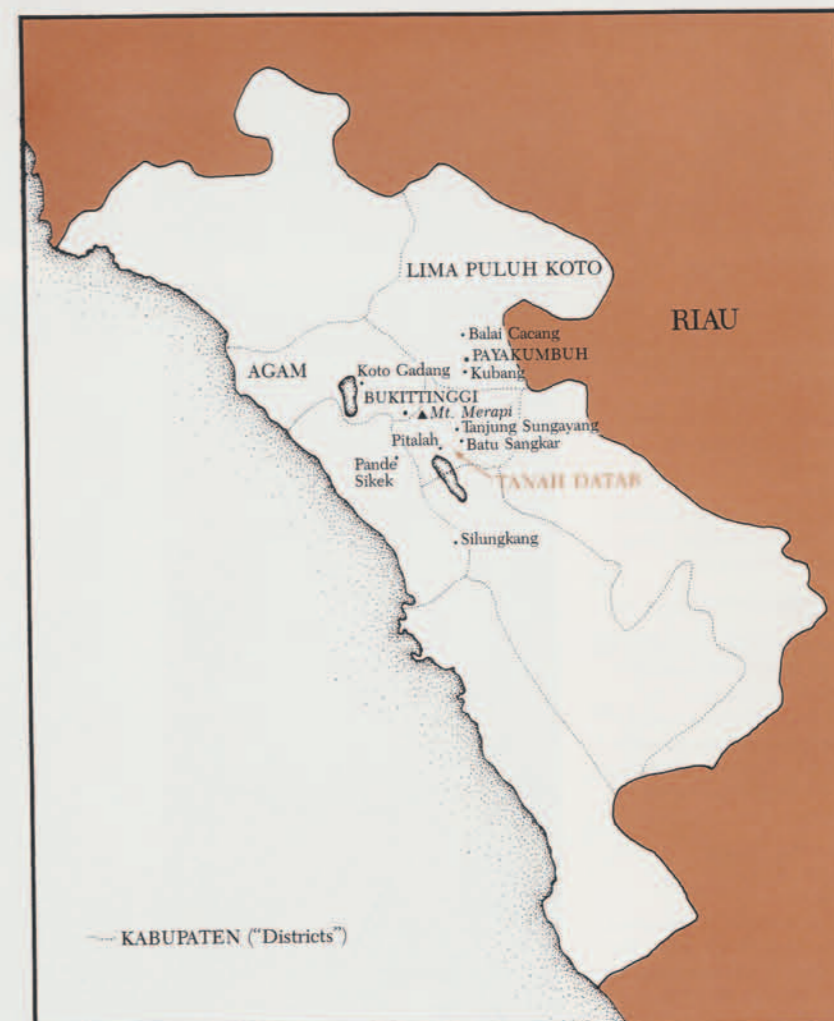 LIMA PULUH KOTO
RIAU
Balai Cacang
PAYAKUMBUH
Kubang
AGAM
Koto Gadang
BUKITTINGGI
Mt. Merapi
Tanjung Sungayang
Pitalah
Batu Sangkar
Pande
Sikek
TANAH DATAR
Silungkang
KABUPATEN ("Districts")